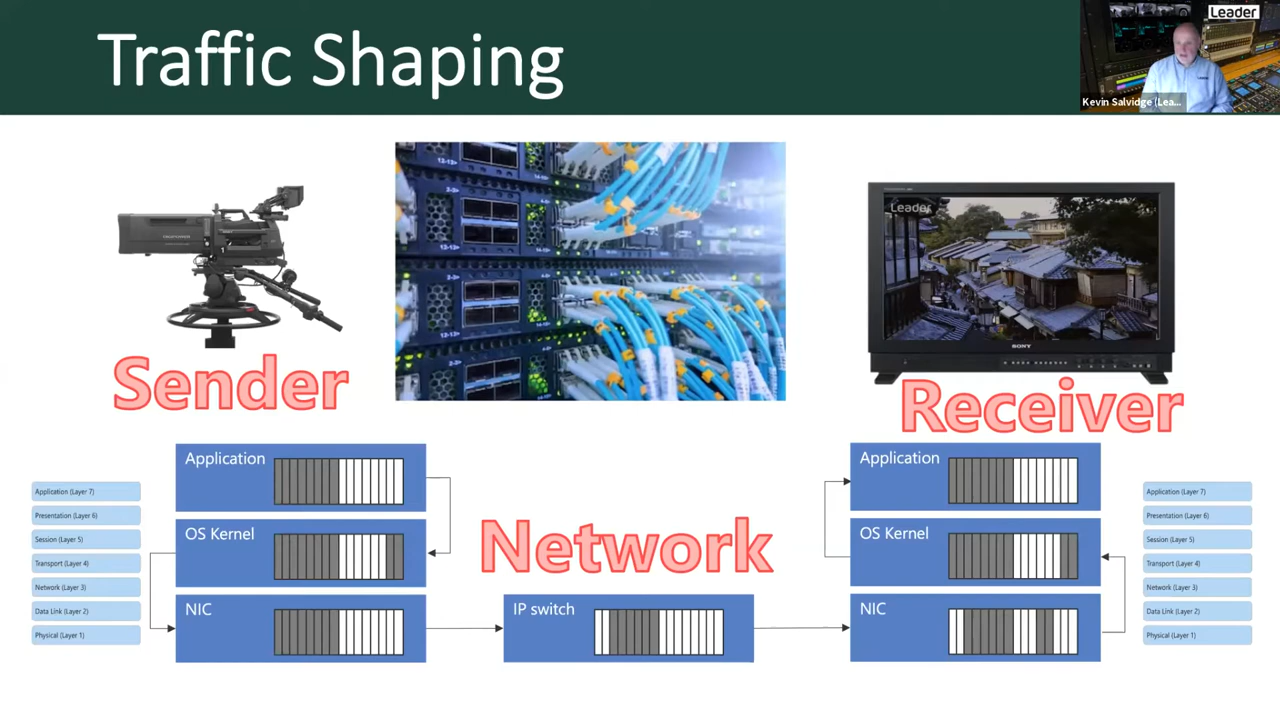 Traffic Shaping
Leader
Kevin Salvidge (Lea...
Leader
SONY
Sender
Receiver
Network
Application (Layer 7)
Presentation (Layer 6)
Session (Layer 5)
Transport (Layer 4)
Network (Layer 3)
Data Link (Layer 2)
Physical (Layer 1)
Application
OS Kernel
NIC
IP switch
Application
OS Kernel
NIC
Application (Layer 7)
Presentation (Layer 6)
Session (Layer 5)
Transport (Layer 4)
Network (Layer 3)
Data Link (Layer 2)
Physical (Layer 1)